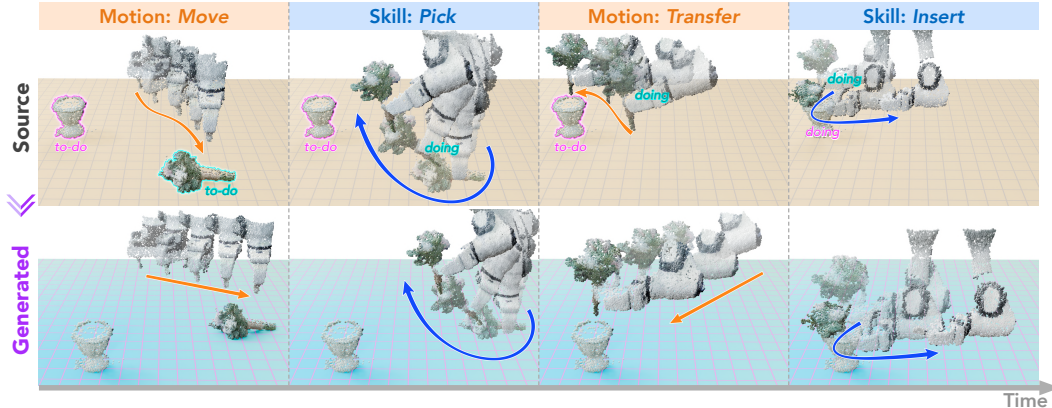 Motion: Move
Skill: Pick
Motion: Transfer
Skill: Insert
Source
to-do
to-do
to-do
doing
to-do
doing
doing
doing
Generated
Time